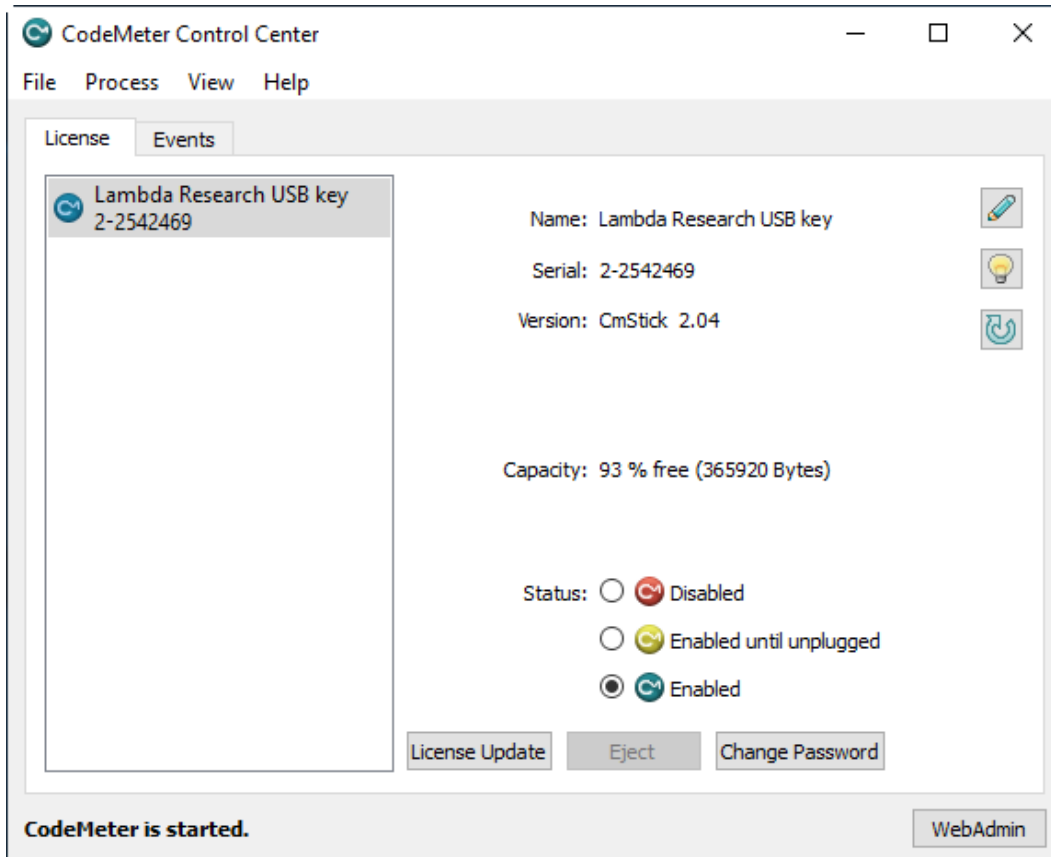 CodeMeter Control Center
File Process View Help
License Events
Lambda Research USB key
2-2542469
Name: Lambda Research USB key
Serial: 2-2542469
Version: CmStick 2.04
Capacity: 93 % free (365920 Bytes)
Status: Disabled
Enabled until unplugged
Enabled
License Update Eject Change Password
CodeMeter is started. WebAdmin